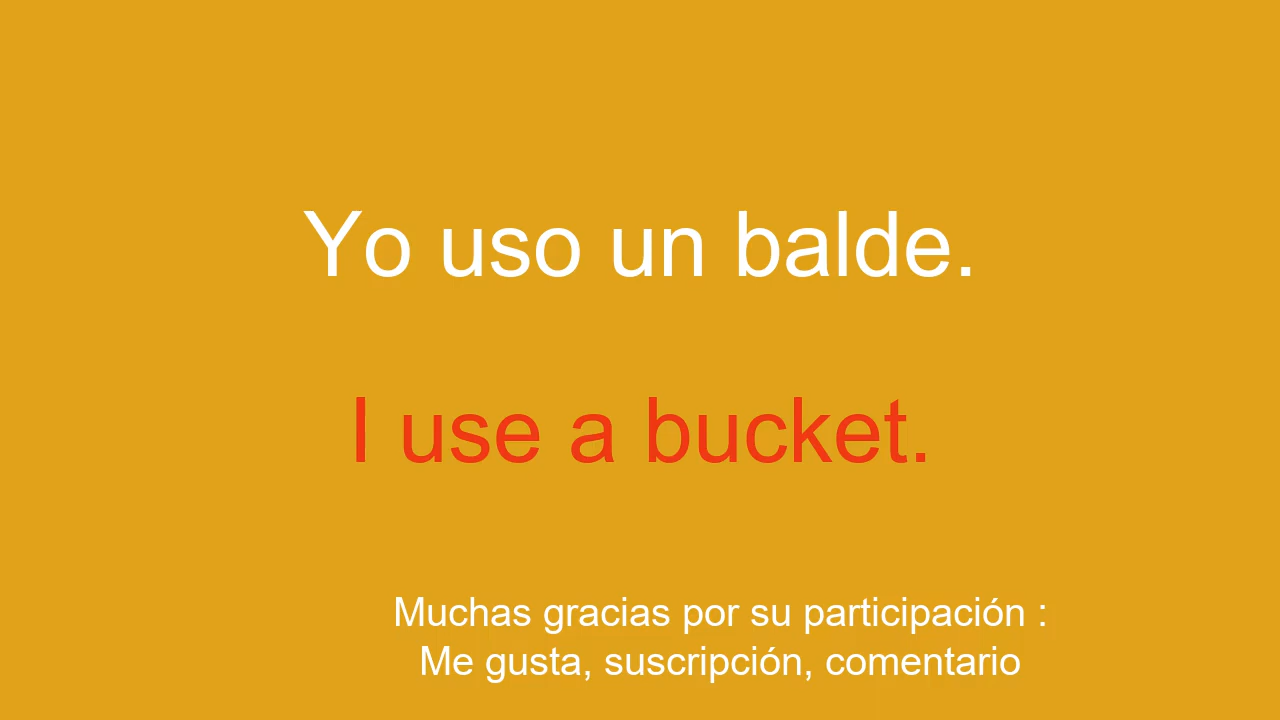 Yo uso un balde.
I use a bucket.
Muchas gracias por su participación :
Me gusta, suscripción, comentario